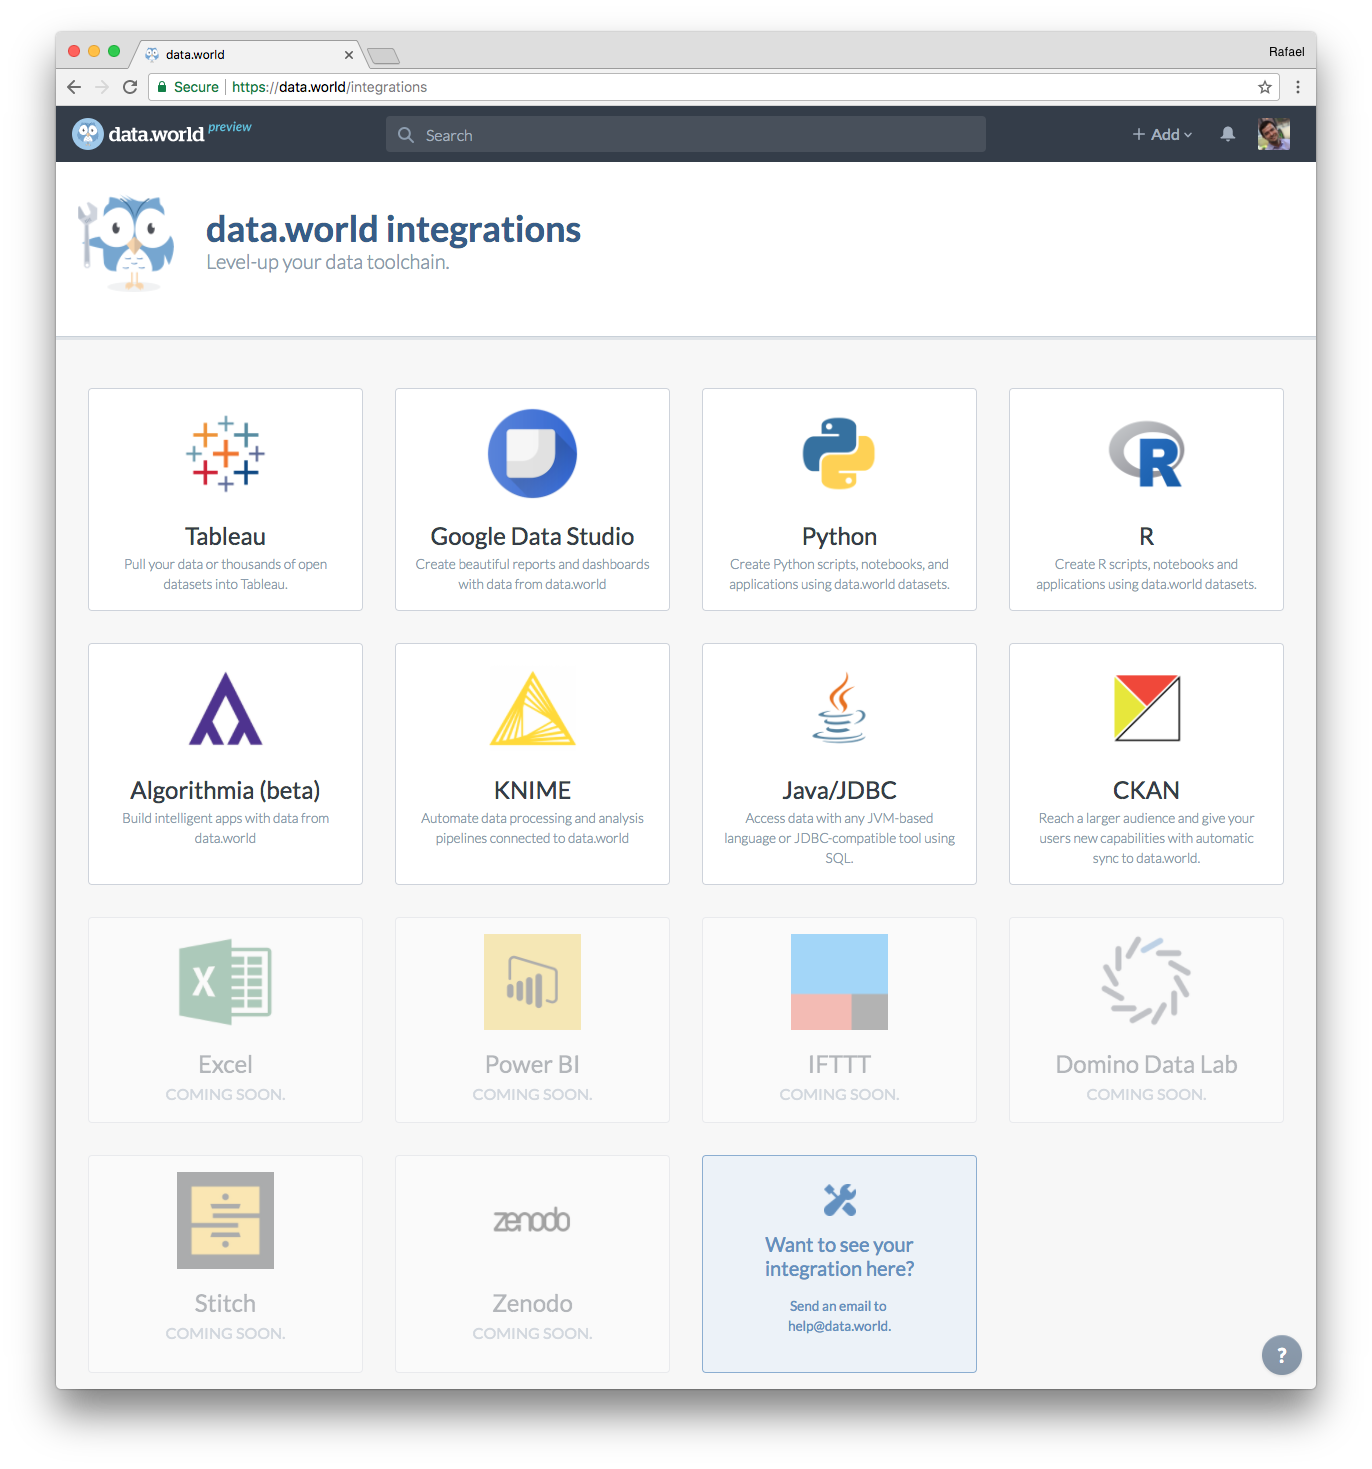 data.world
Rafael
Secure
https://data.world/integrations
data.world preview
Search
+ Add
data.world integrations
Level-up your data toolchain.
Tableau
Pull your data or thousands of open
datasets into Tableau.
Google Data Studio
Create beautiful reports and dashboards
with data from data.world
Python
Create Python scripts, notebooks, and
applications using data.world datasets.
R
R
Create R scripts, notebooks and
applications using data.world datasets.
Algorithmia (beta)
Build intelligent apps with data from
data.world
KNIME
Automate data processing and analysis
pipelines connected to data.world
Java/JDBC
Access data with any JVM-based
language or JDBC-compatible tool using
SQL.
CKAN
Reach a larger audience and give your
users new capabilities with automatic
sync to data.world.
X
Excel
COMING SOON.
Power BI
COMING SOON.
IFTTT
COMING SOON.
Domino Data Lab
COMING SOON.
Stitch
COMING SOON.
zenodo
Zenodo
COMING SOON.
Want to see your
integration here?
Send an email to
help@data.world.
?